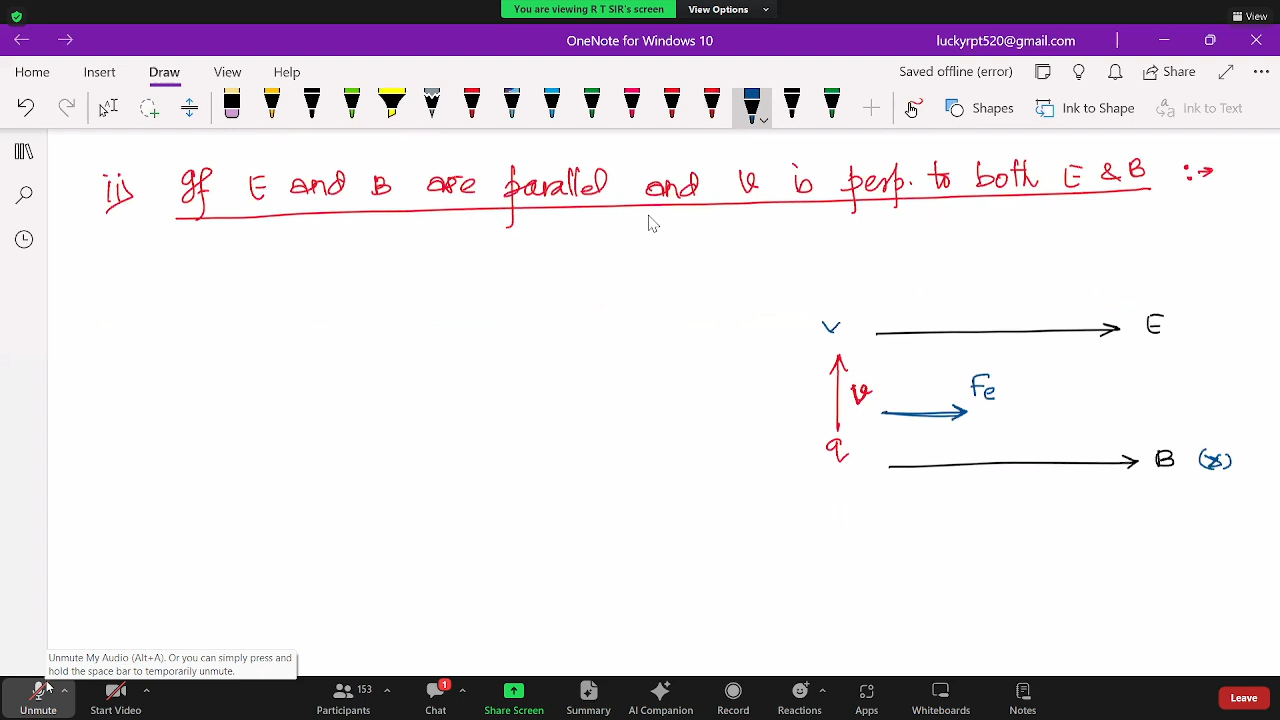 You are viewing R T SIR's screen View Options
View
OneNote for Windows 10 luckyrpt520@gmail.com
Home Insert Draw View Help Saved offline (error) Share
Shapes Ink to Shape Ink to Text
ii) If E and B are parallel and v is perp. to both E & B :→
v E
v Fe
q B (x)
Unmute My Audio (Alt+A). Or you can simply press and
hold the space bar to temporarily unmute.
153 1
Unmute Start Video Participants Chat Share Screen Summary AI Companion Record Reactions Apps Whiteboards Notes Leave